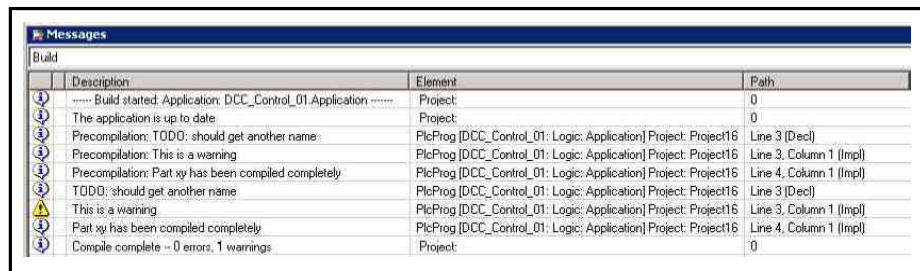 Messages
Build
Description Element Path
------ Build started: Application: DCC_Control_01.Application ------- Project: 0
The application is up to date Project: 0
Precompilation: TODO: should get another name PlcProg [DCC_Control_01: Logic: Application] Project: Project16 Line 3 (Decl)
Precompilation: This is a warning PlcProg [DCC_Control_01: Logic: Application] Project: Project16 Line 3, Column 1 (Impl)
Precompilation: Part xy has been compiled completely PlcProg [DCC_Control_01: Logic: Application] Project: Project16 Line 4, Column 1 (Impl)
TODO: should get another name PlcProg [DCC_Control_01: Logic: Application] Project: Project16 Line 3 (Decl)
This is a warning PlcProg [DCC_Control_01: Logic: Application] Project: Project16 Line 3, Column 1 (Impl)
Part xy has been compiled completely PlcProg [DCC_Control_01: Logic: Application] Project: Project16 Line 4, Column 1 (Impl)
Compile complete -- 0 errors, 1 warnings Project: 0